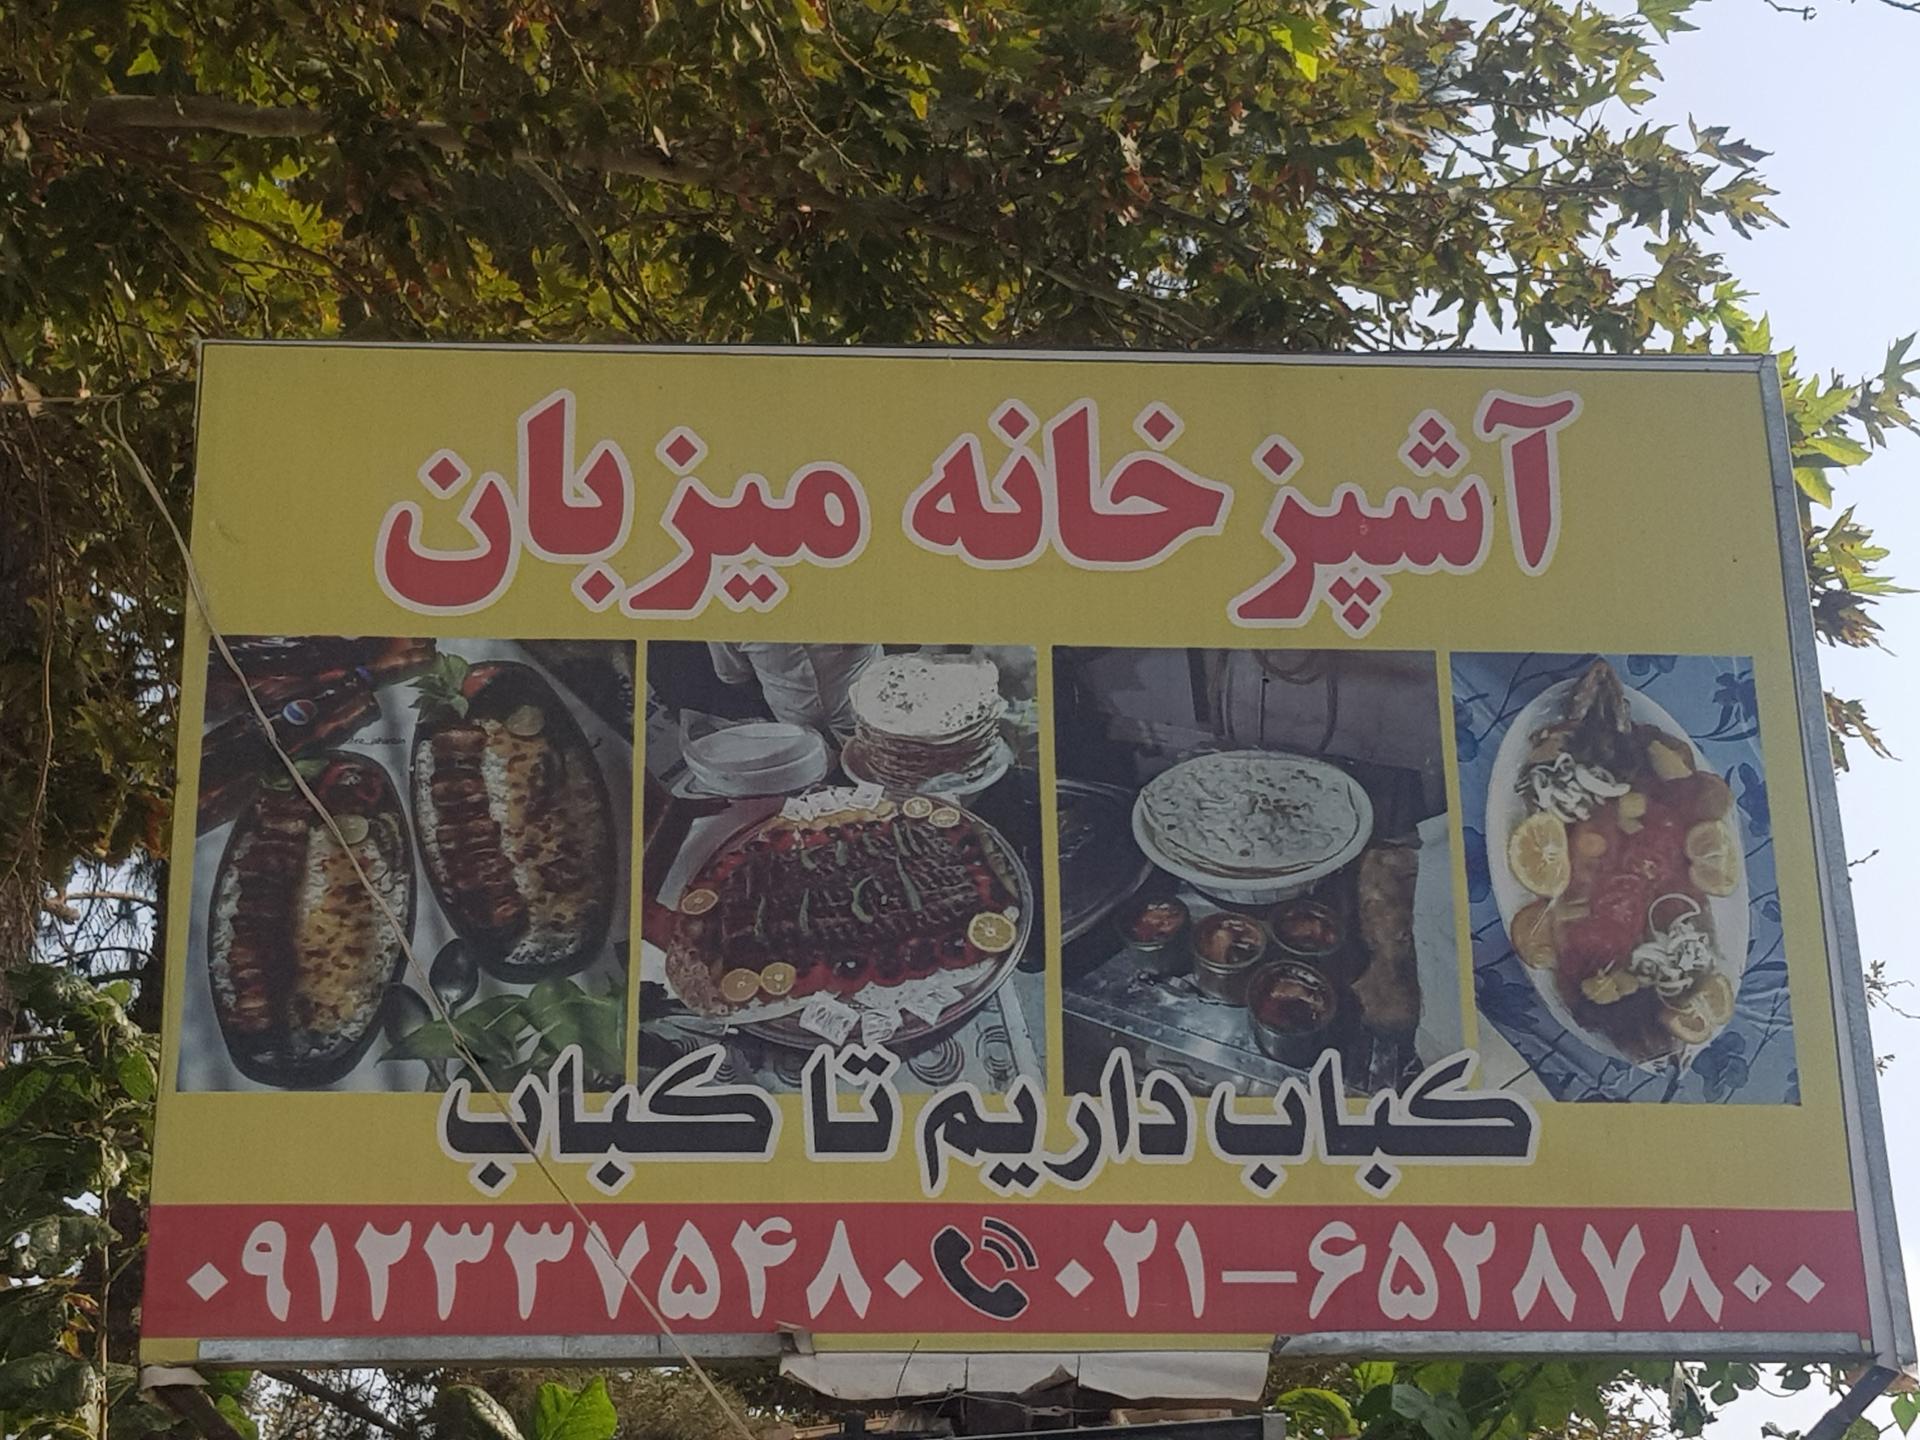 آشپزخانه میزبان
کباب داریم تا کباب
۰۹۱۲۳۳۷۵۴۸۰ ۰۲۱-۶۵۲۸۷۸۰۰